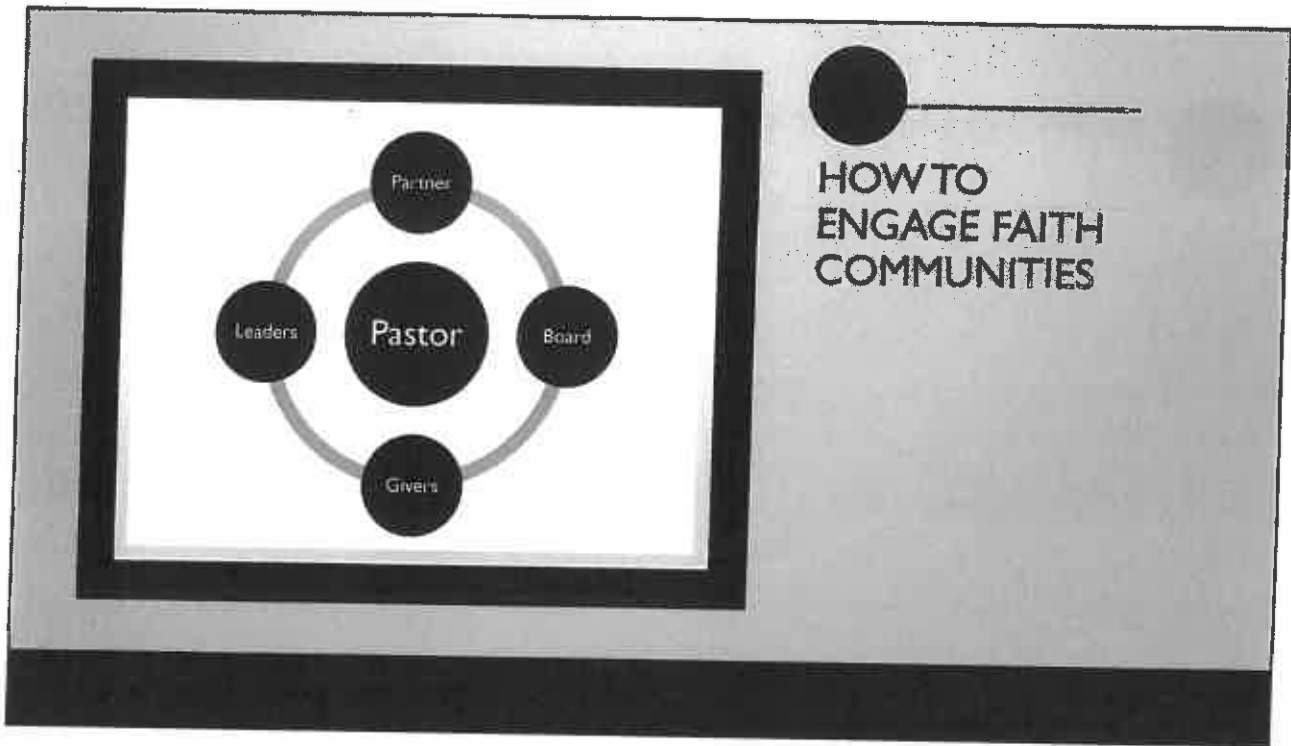 Partner
Leaders
Pastor
Board
Givers
HOW TO
ENGAGE FAITH
COMMUNITIES